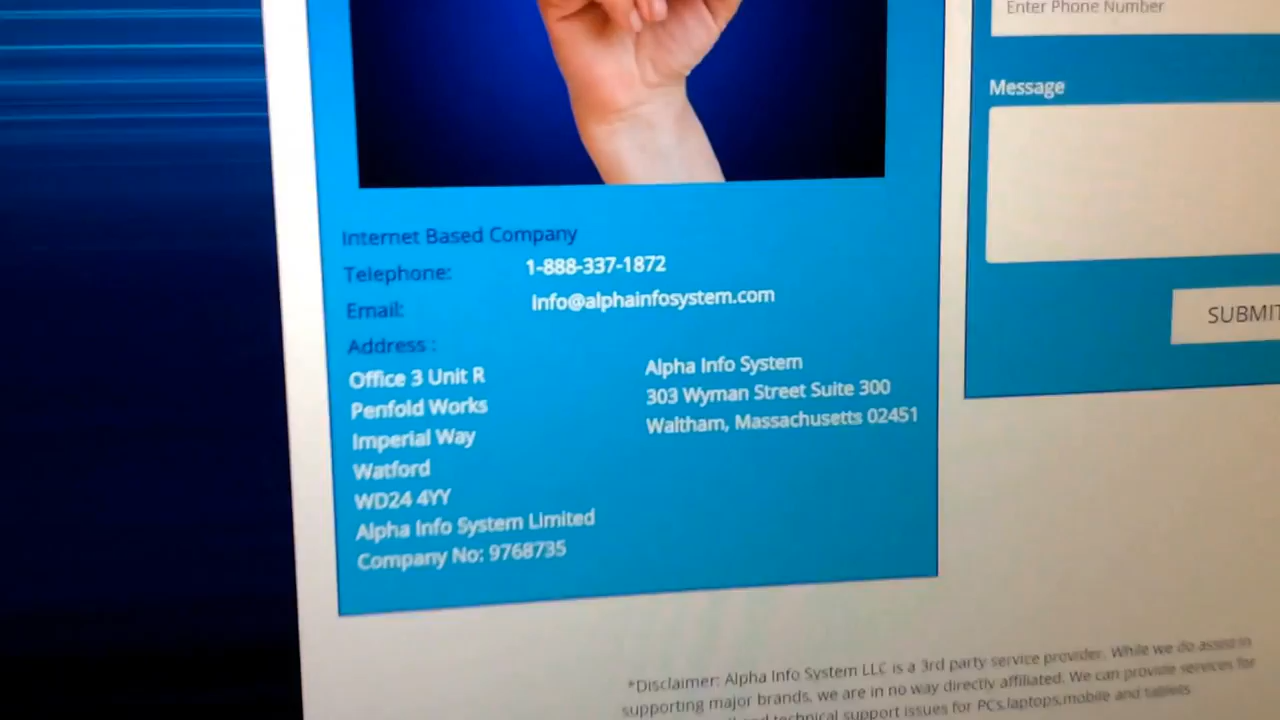 Enter Phone Number
Message
SUBMIT
Internet Based Company
Telephone: 1-888-337-1872
Email: Info@alphainfosystem.com
Address :
Office 3 Unit R
Penfold Works
Imperial Way
Watford
WD24 4YY
Alpha Info System Limited
Company No: 9768735
Alpha Info System
303 Wyman Street Suite 300
Waltham, Massachusetts 02451
*Disclaimer: Alpha Info System LLC is a 3rd party service provider. While we do assist in
supporting major brands, we are in no way directly affiliated. We can provide services for
and technical support issues for PCs,laptops,mobile and tablets